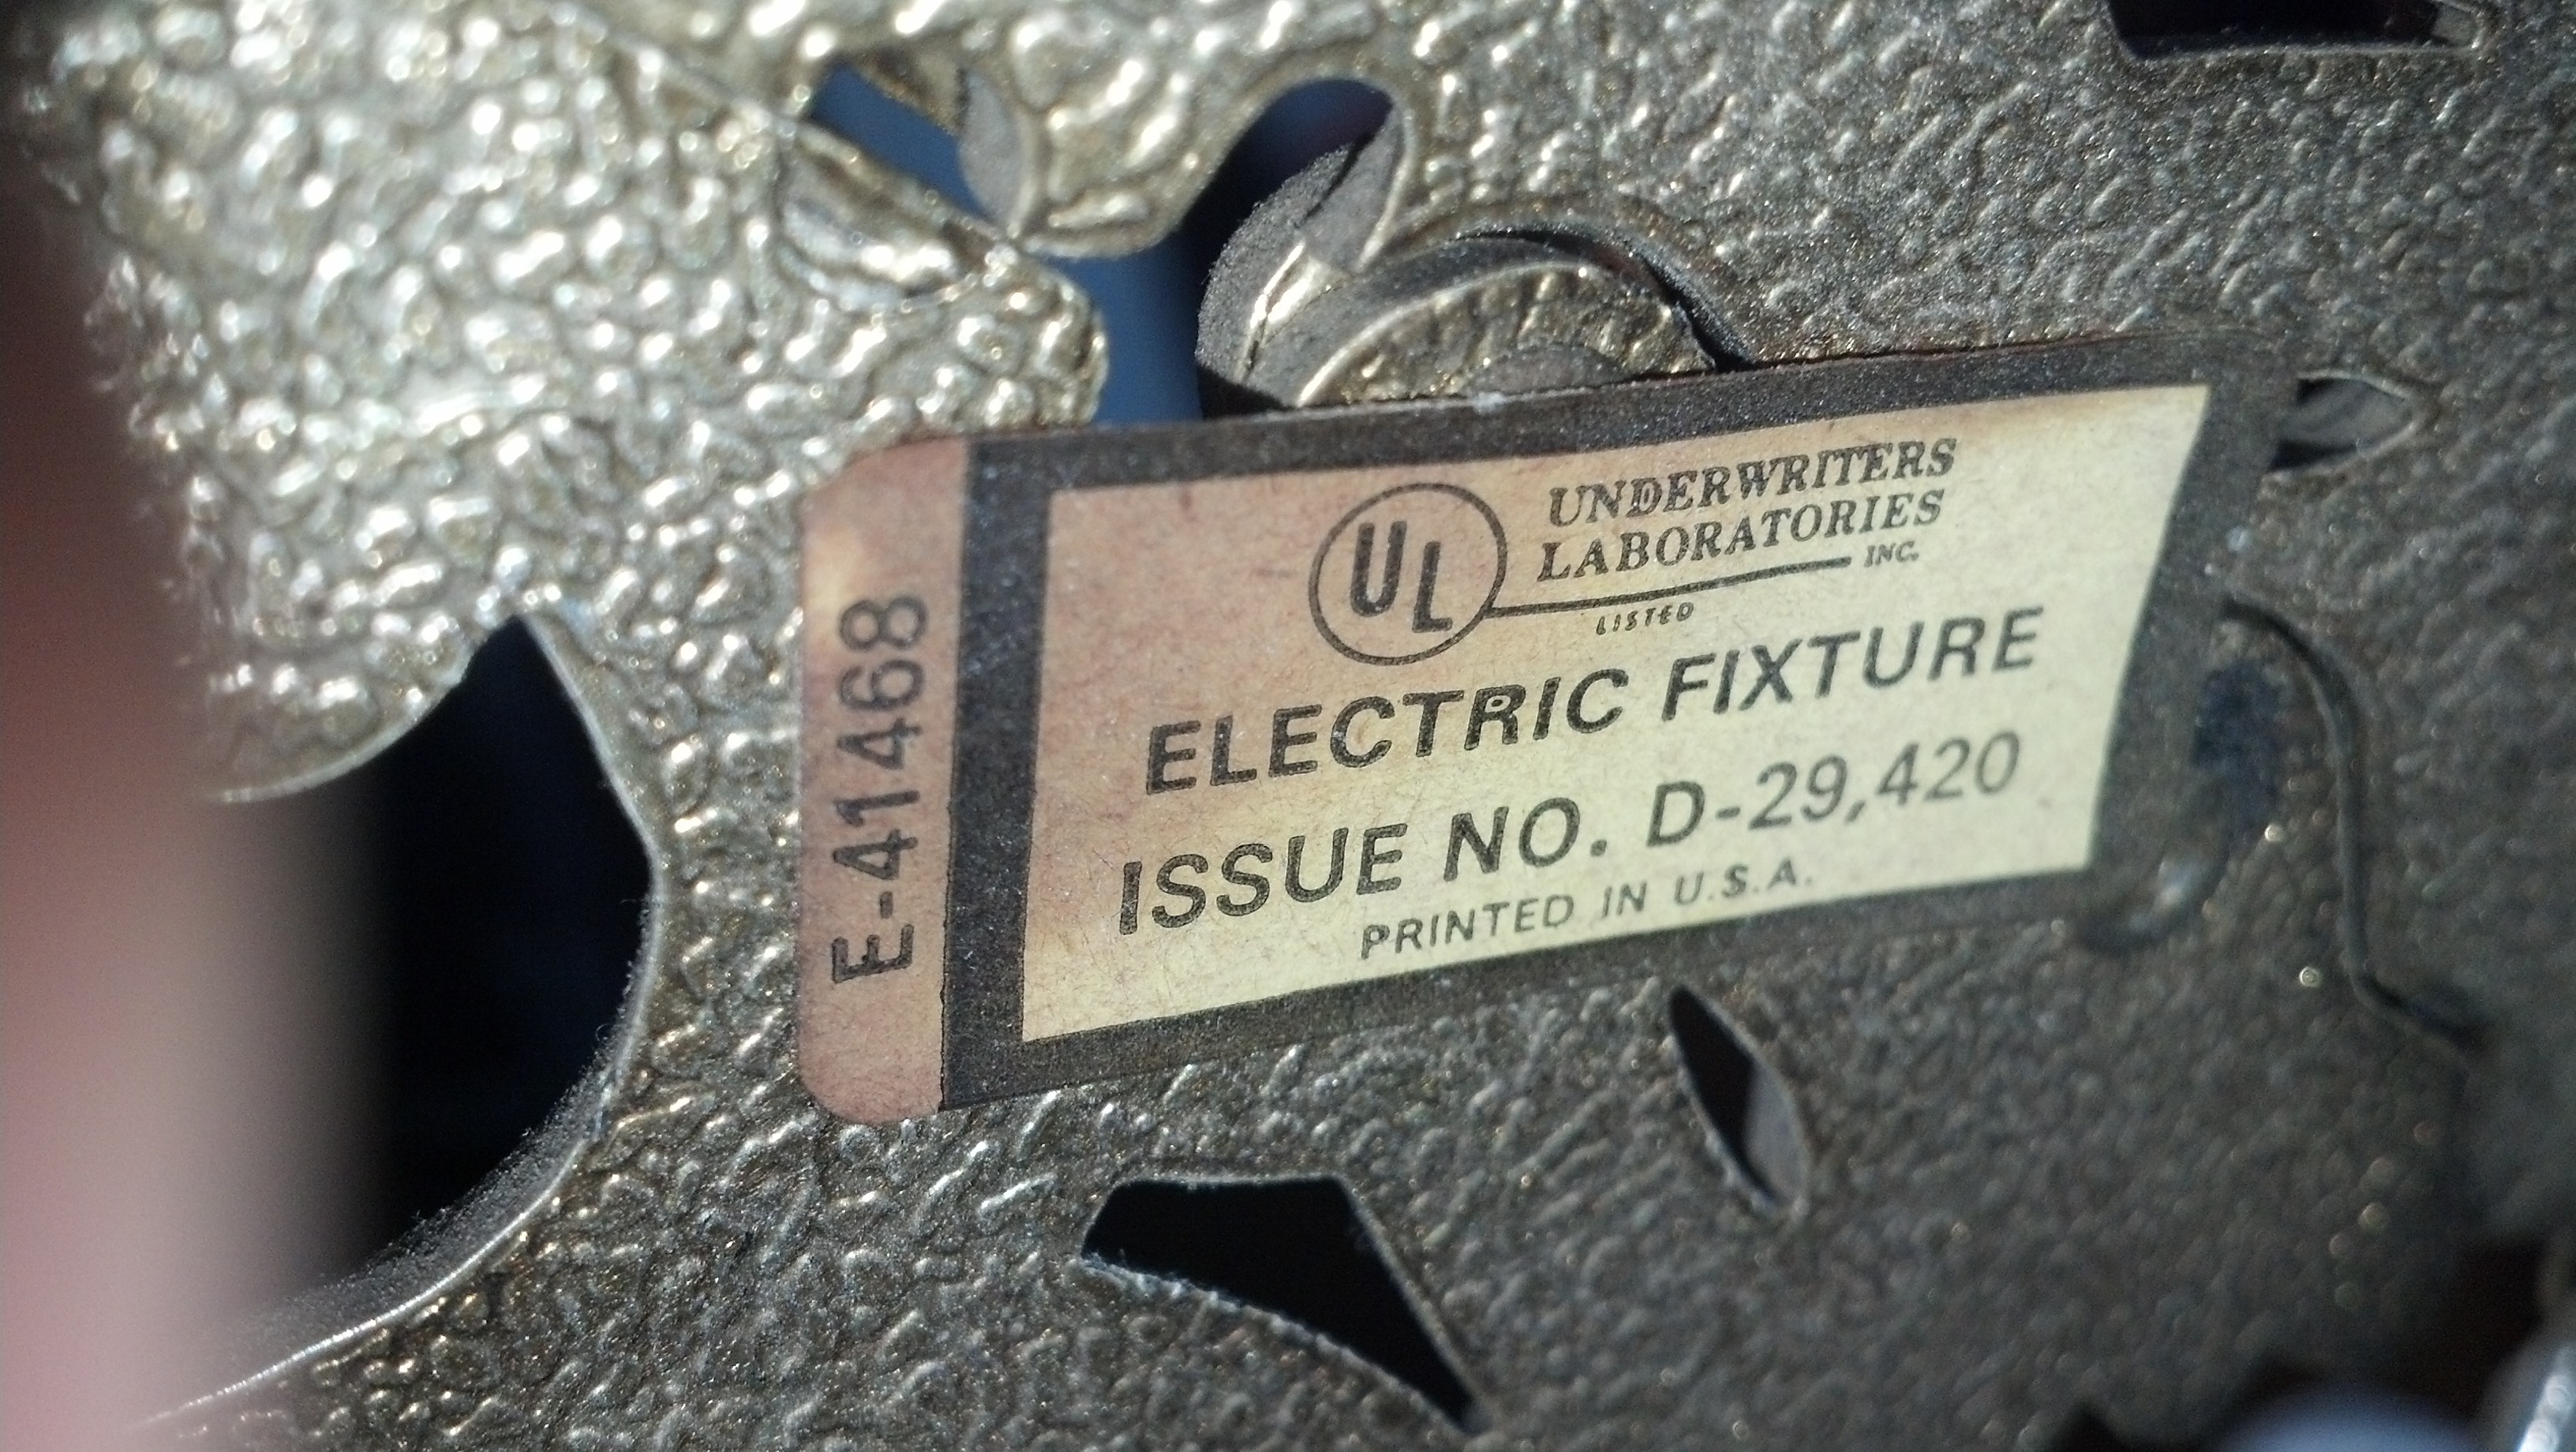 UL
UNDERWRITERS
LABORATORIES
INC.
LISTED
ELECTRIC FIXTURE
ISSUE NO. D-29,420
PRINTED IN U.S.A.
E-41468